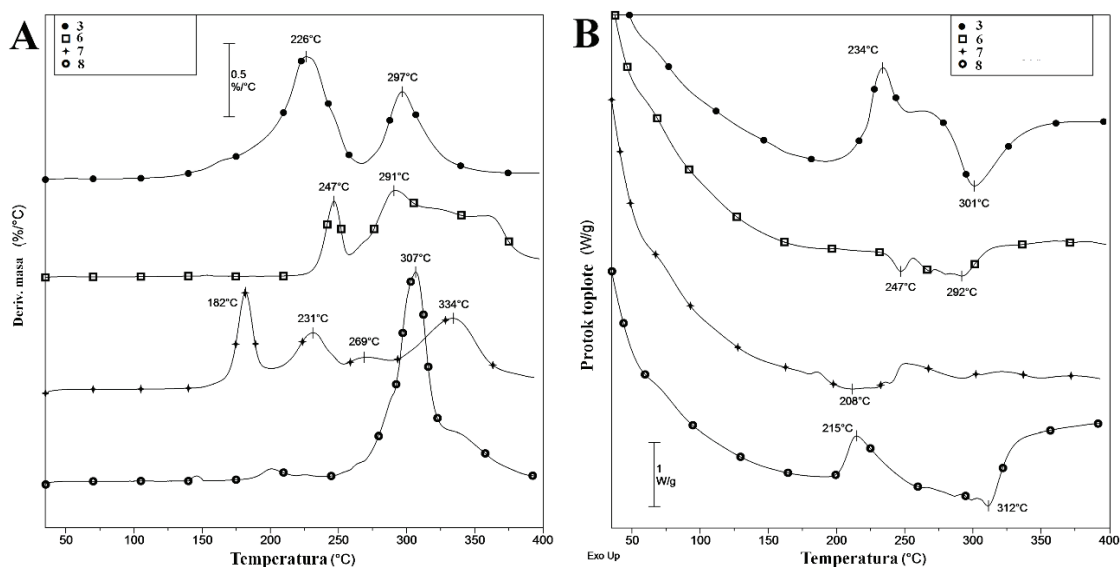 A
3
6
7
8
0.5
%/°C
226°C
297°C
247°C
291°C
307°C
182°C
231°C
269°C
334°C
Deriv. masa (%/°C)
50 100 150 200 250 300 350 400
Temperatura (°C)
B
3
6
7
8
234°C
301°C
247°C
292°C
208°C
215°C
312°C
1
W/g
Protok toplote (W/g)
Exo Up
50 100 150 200 250 300 350 400
Temperatura (°C)